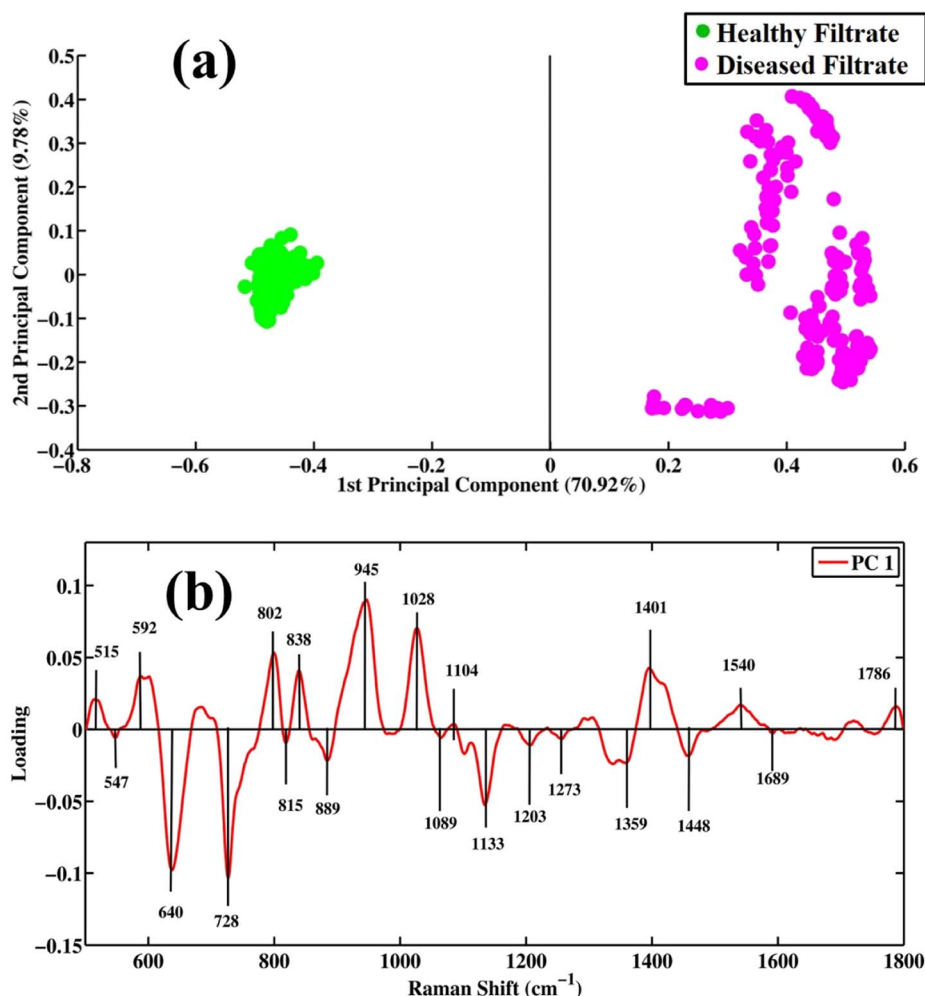 (a)
Healthy Filtrate
Diseased Filtrate
2nd Principal Component (9.78%)
0.5
0.4
0.3
0.2
0.1
0
−0.1
−0.2
−0.3
−0.4
−0.8 −0.6 −0.4 −0.2 0 0.2 0.4 0.6
1st Principal Component (70.92%)
(b)
PC 1
Loading
0.1
0.05
0
−0.05
−0.1
−0.15
515 592 802 838 945 1028 1104 1401 1540 1786
547 640 728 815 889 1089 1133 1203 1273 1359 1448 1689
600 800 1000 1200 1400 1600 1800
Raman Shift (cm⁻¹)